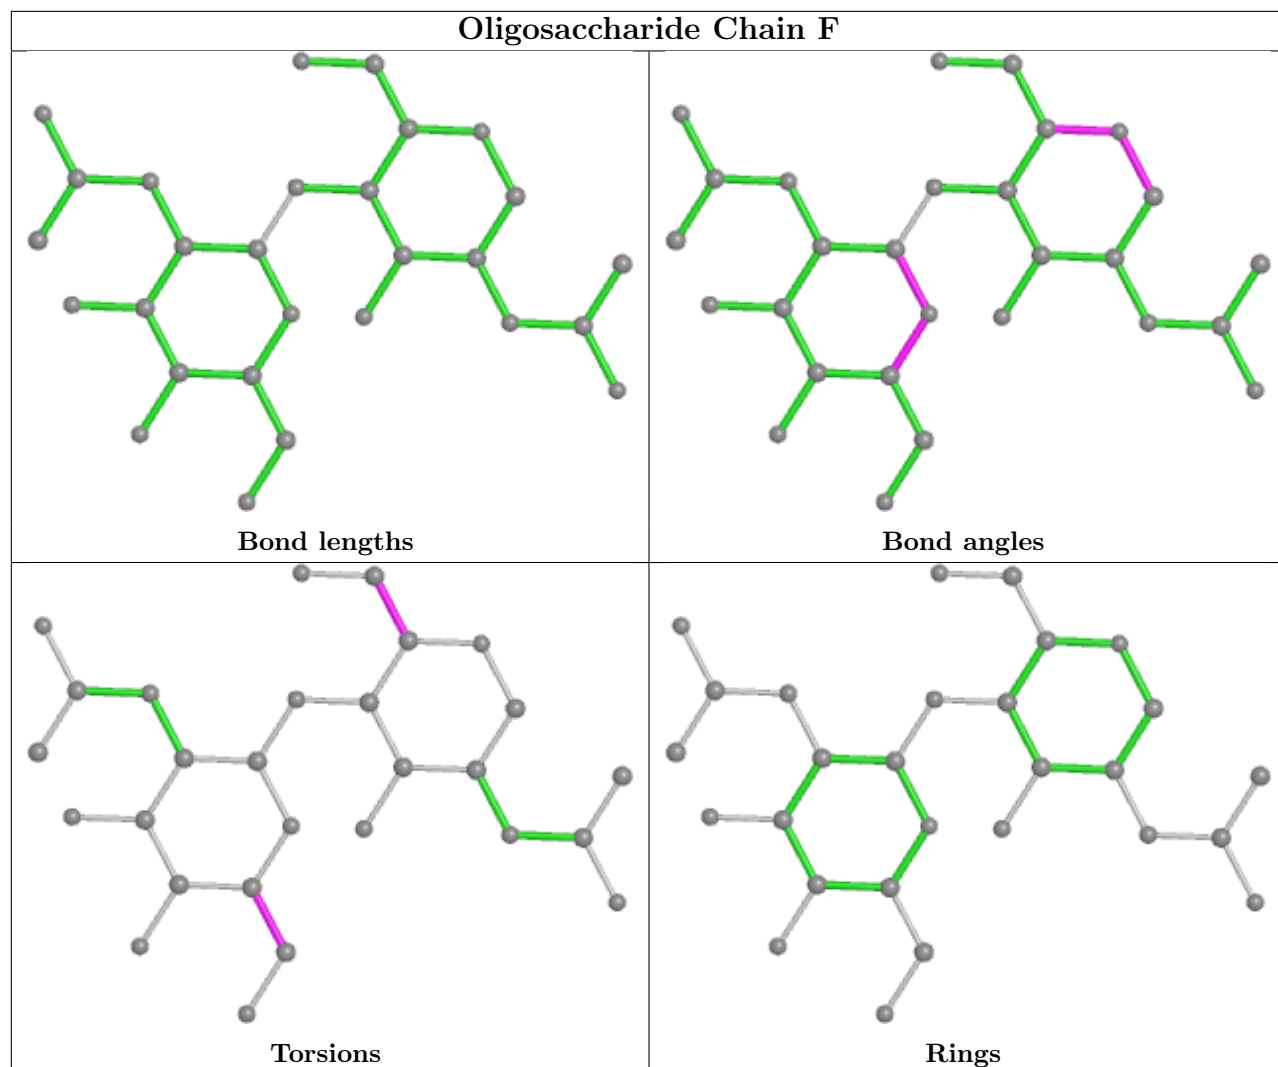 Oligosaccharide Chain F
Bond lengths
Bond angles
Torsions
Rings